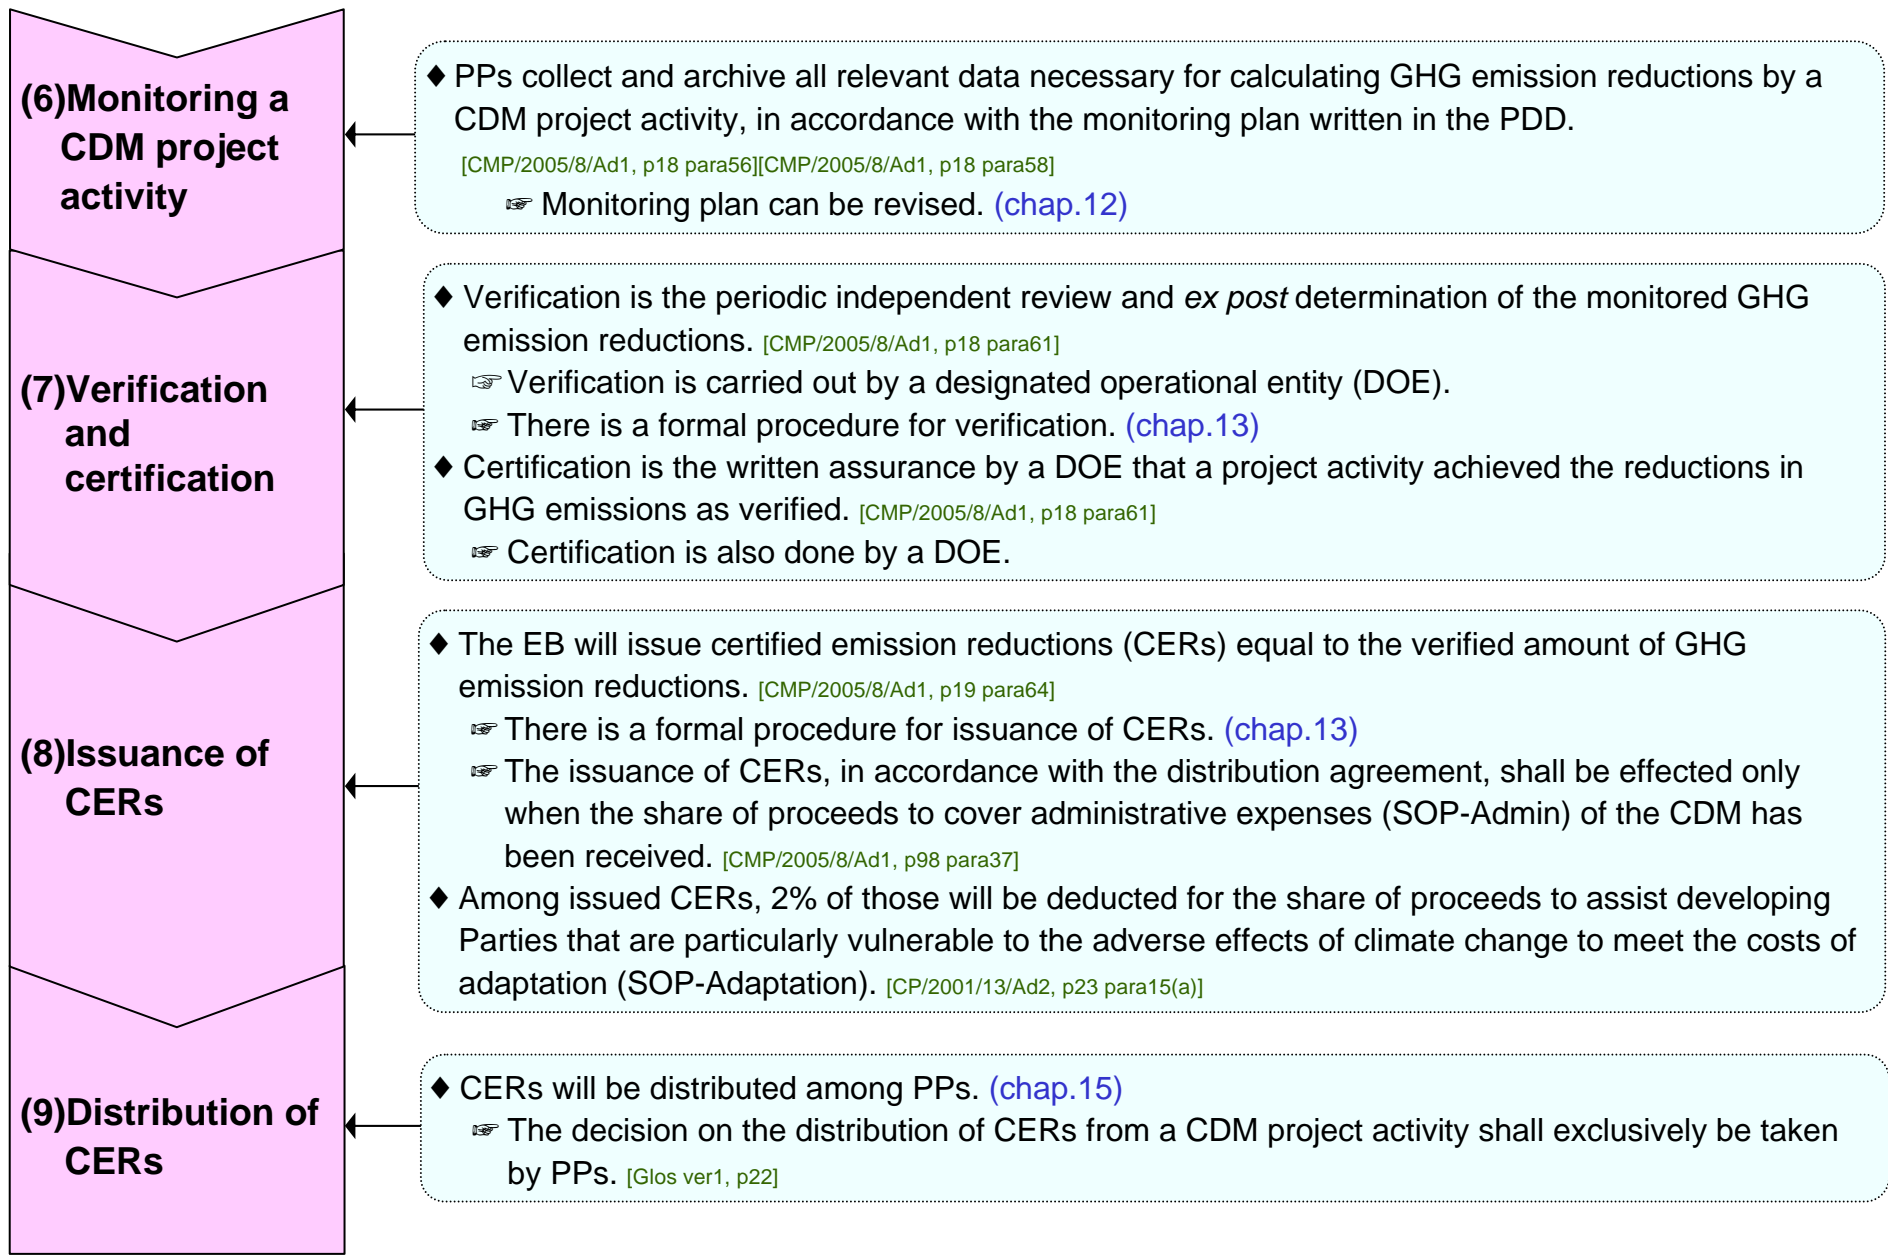 (6)Monitoring a
CDM project
activity
♦ PPs collect and archive all relevant data necessary for calculating GHG emission reductions by a
CDM project activity, in accordance with the monitoring plan written in the PDD.
[CMP/2005/8/Ad1, p18 para56][CMP/2005/8/Ad1, p18 para58]
☞ Monitoring plan can be revised. (chap.12)
(7)Verification
and
certification
♦ Verification is the periodic independent review and ex post determination of the monitored GHG
emission reductions. [CMP/2005/8/Ad1, p18 para61]
☞ Verification is carried out by a designated operational entity (DOE).
☞ There is a formal procedure for verification. (chap.13)
♦ Certification is the written assurance by a DOE that a project activity achieved the reductions in
GHG emissions as verified. [CMP/2005/8/Ad1, p18 para61]
☞ Certification is also done by a DOE.
(8)Issuance of
CERs
♦ The EB will issue certified emission reductions (CERs) equal to the verified amount of GHG
emission reductions. [CMP/2005/8/Ad1, p19 para64]
☞ There is a formal procedure for issuance of CERs. (chap.13)
☞ The issuance of CERs, in accordance with the distribution agreement, shall be effected only
when the share of proceeds to cover administrative expenses (SOP-Admin) of the CDM has
been received. [CMP/2005/8/Ad1, p98 para37]
♦ Among issued CERs, 2% of those will be deducted for the share of proceeds to assist developing
Parties that are particularly vulnerable to the adverse effects of climate change to meet the costs of
adaptation (SOP-Adaptation). [CP/2001/13/Ad2, p23 para15(a)]
(9)Distribution of
CERs
♦ CERs will be distributed among PPs. (chap.15)
☞ The decision on the distribution of CERs from a CDM project activity shall exclusively be taken
by PPs. [Glos ver1, p22]